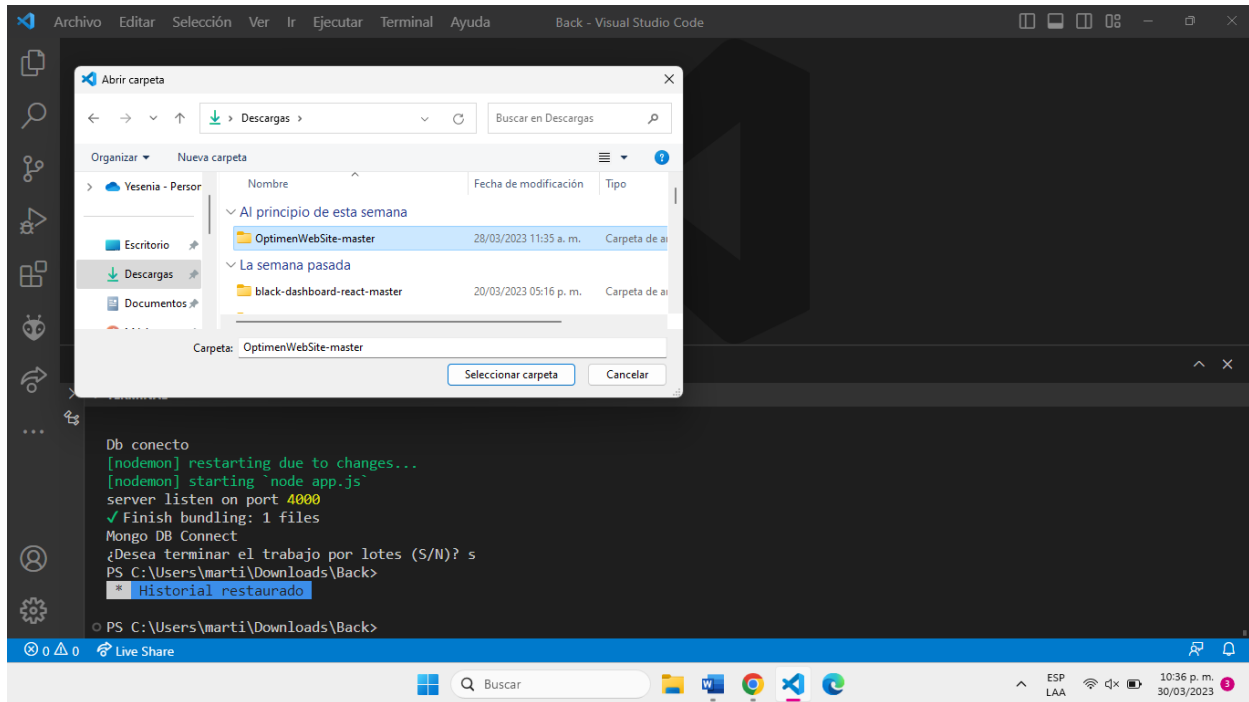 Archivo Editar Selección Ver Ir Ejecutar Terminal Ayuda Back - Visual Studio Code
Abrir carpeta
Descargas
Buscar en Descargas
Organizar Nueva carpeta
Yesenia - Person
Nombre Fecha de modificación Tipo
Al principio de esta semana
Escritorio
OptimenWebSite-master 28/03/2023 11:35 a. m. Carpeta de ar
La semana pasada
Descargas
black-dashboard-react-master 20/03/2023 05:16 p. m. Carpeta de ar
Documentos
Carpeta: OptimenWebSite-master
Seleccionar carpeta Cancelar
Db conecto
[nodemon] restarting due to changes...
[nodemon] starting `node app.js`
server listen on port 4000
✓ Finish bundling: 1 files
Mongo DB Connect
¿Desea terminar el trabajo por lotes (S/N)? s
PS C:\Users\marti\Downloads\Back>
* Historial restaurado
PS C:\Users\marti\Downloads\Back>
0 0 Live Share
Buscar
ESP
LAA
10:36 p. m.
30/03/2023
3